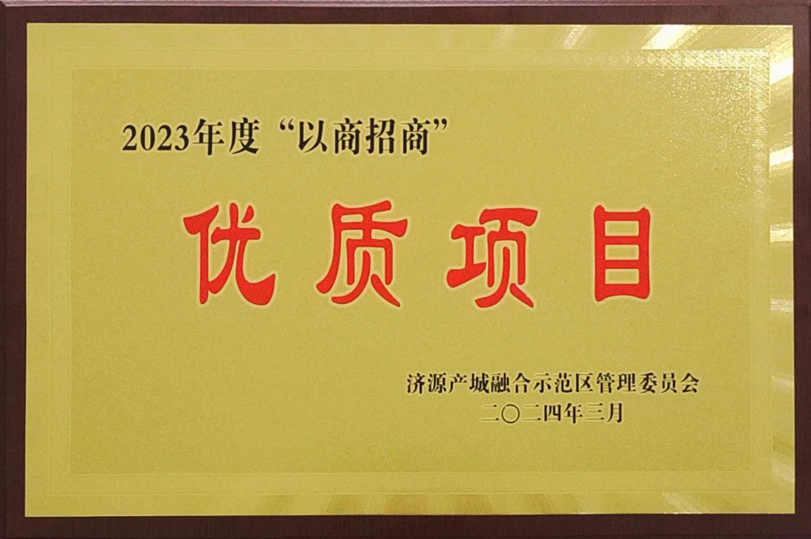 2023年度“以商招商”
优质项目
济源产城融合示范区管理委员会
二〇二四年三月